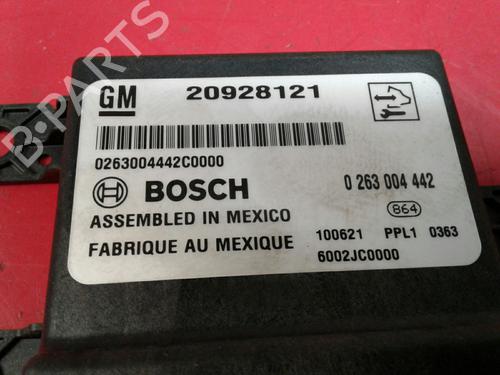 B-PARTS
GM 20928121
0263004442C0000
BOSCH 0 263 004 442
ASSEMBLED IN MEXICO 864
FABRIQUE AU MEXIQUE 100621 PPL1 0363
6002JC0000